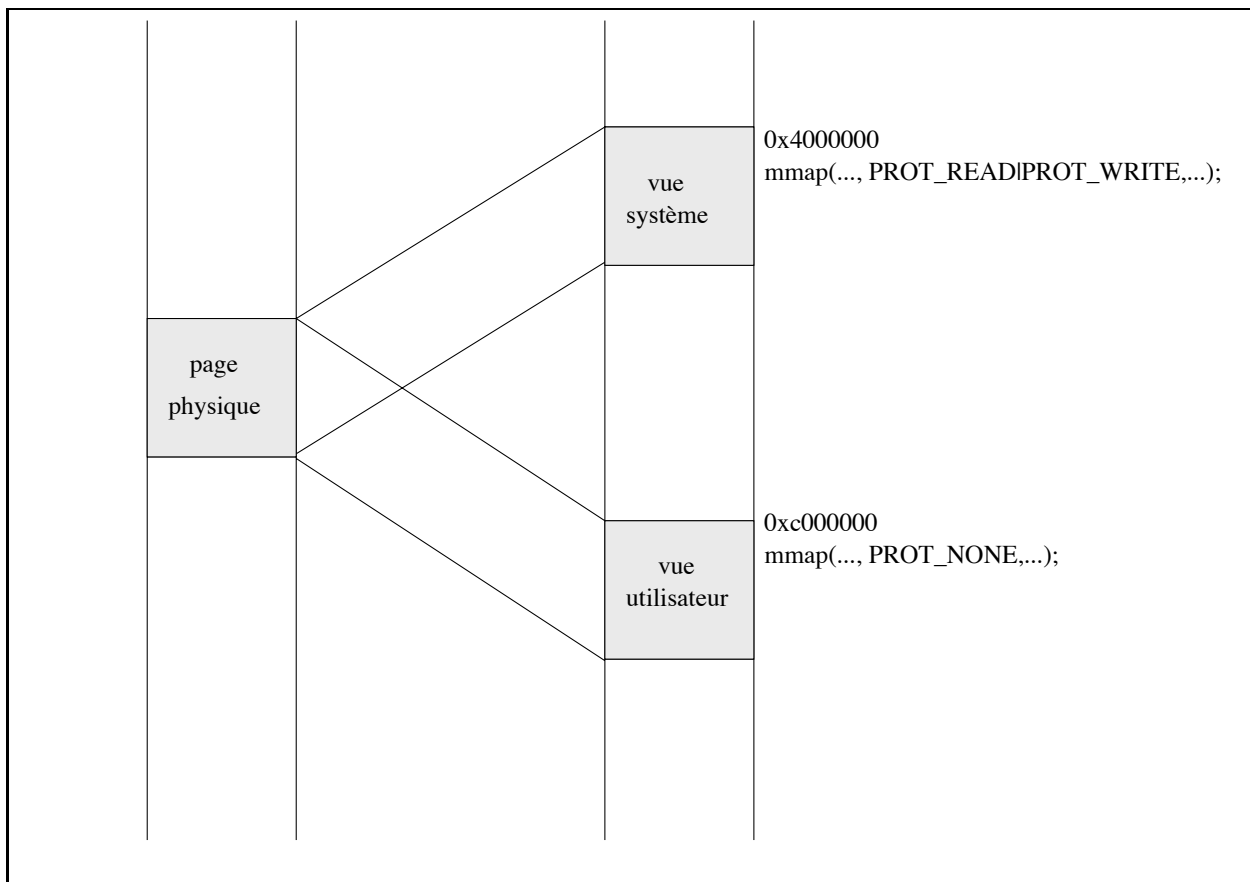 0x4000000
mmap(..., PROT_READ|PROT_WRITE,...);
vue
système
page
physique
0xc000000
mmap(..., PROT_NONE,...);
vue
utilisateur